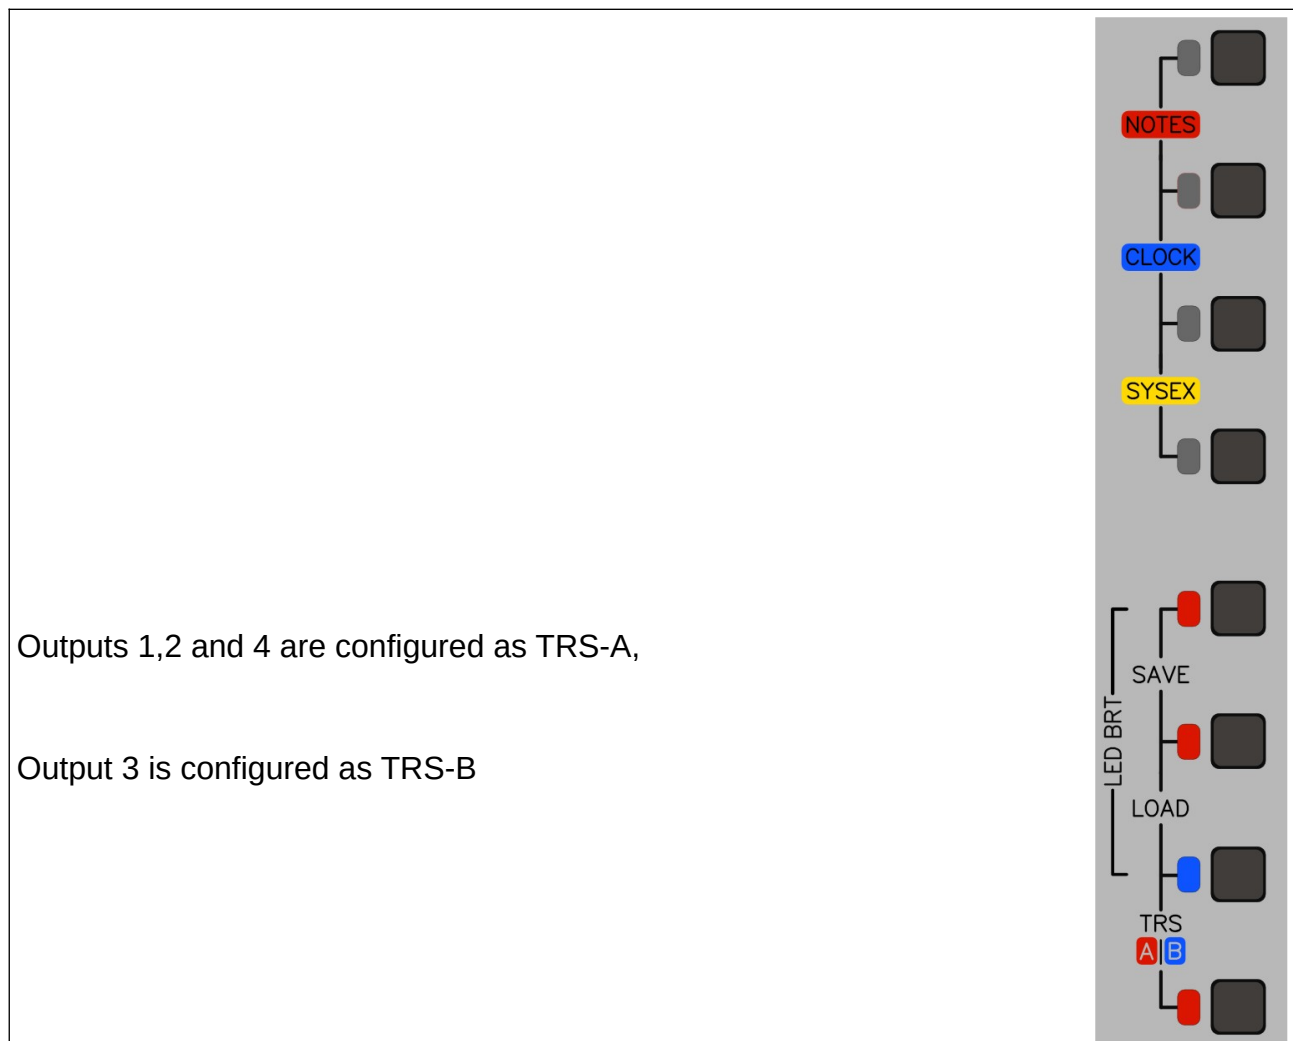 NOTES
CLOCK
SYSEX
Outputs 1,2 and 4 are configured as TRS-A,
Output 3 is configured as TRS-B
SAVE
LED BRT
LOAD
TRS
A|B